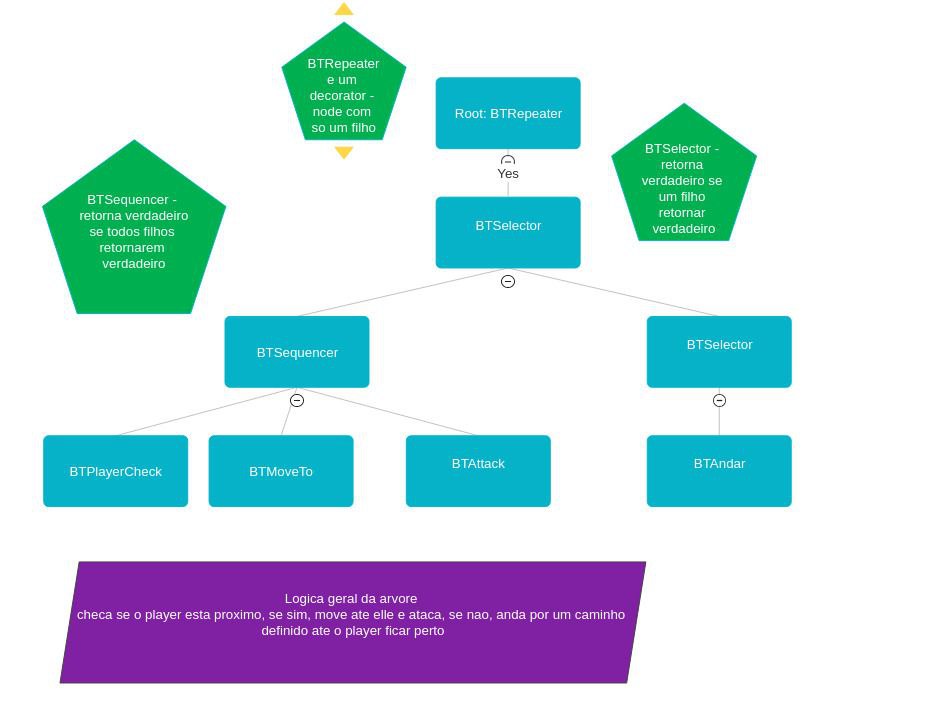 BTRepeater
e um
decorator -
node com
so um filho
Root: BTRepeater
Yes
BTSelector -
retorna
verdadeiro se
um filho
retornar
verdadeiro
BTSequencer -
retorna verdadeiro
se todos filhos
retornarem
verdadeiro
BTSelector
BTSequencer
BTSelector
BTPlayerCheck
BTMoveTo
BTAttack
BTAndar
Logica geral da arvore
checa se o player esta proximo, se sim, move ate elle e ataca, se nao, anda por um caminho
definido ate o player ficar perto